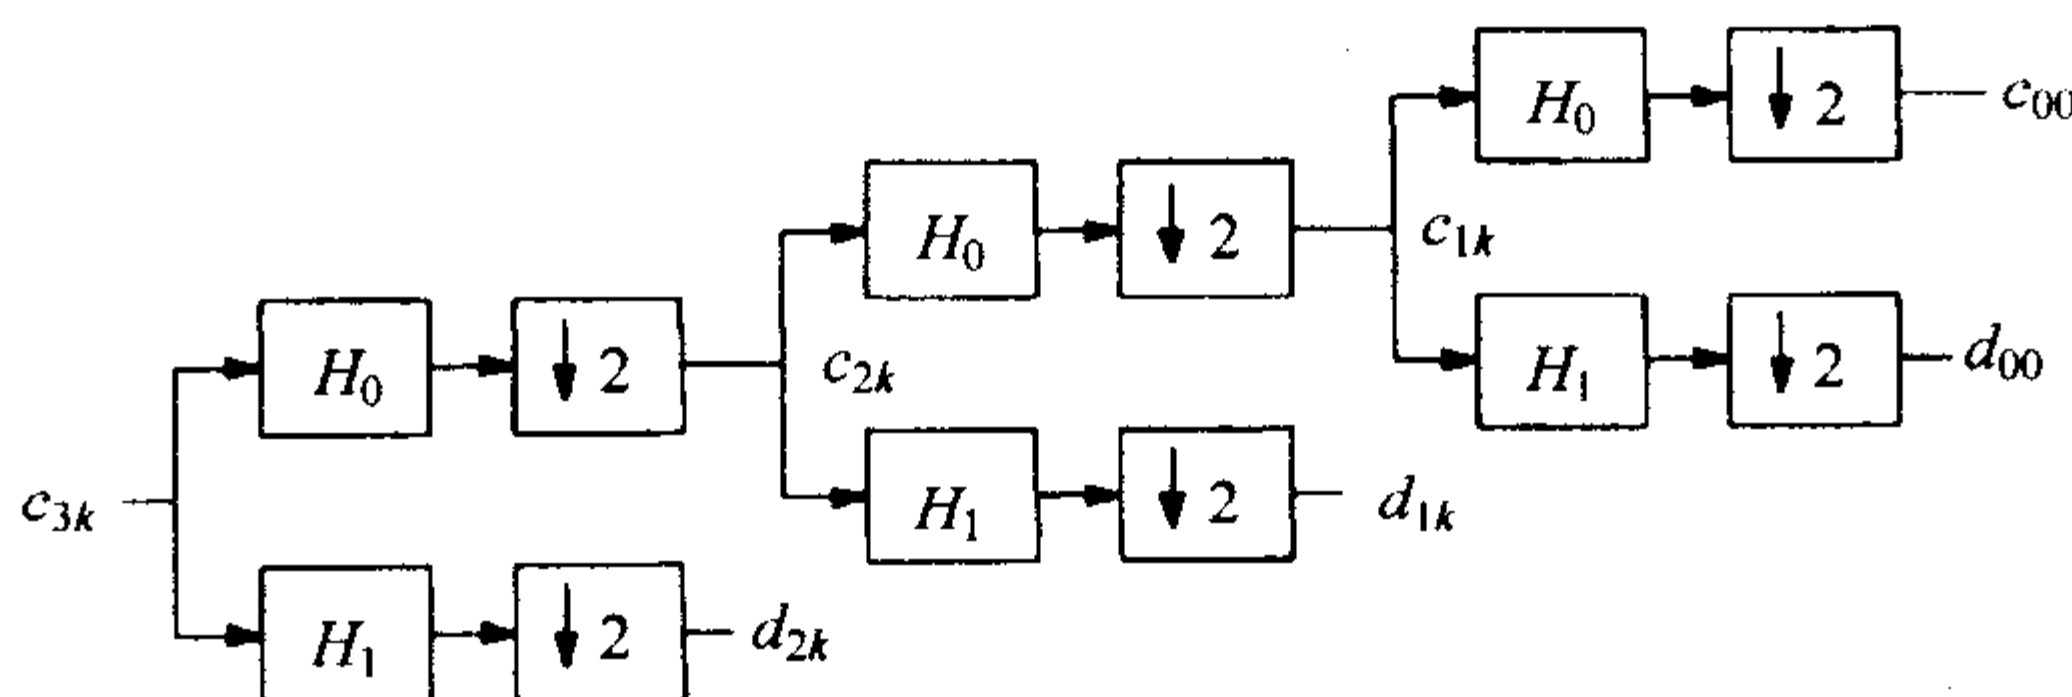 H₀
↓ 2
c₀₀
H₀
↓ 2
c₁ₖ
H₀
↓ 2
c₂ₖ
H₁
↓ 2
d₀₀
c₃ₖ
H₁
↓ 2
d₁ₖ
H₁
↓ 2
d₂ₖ